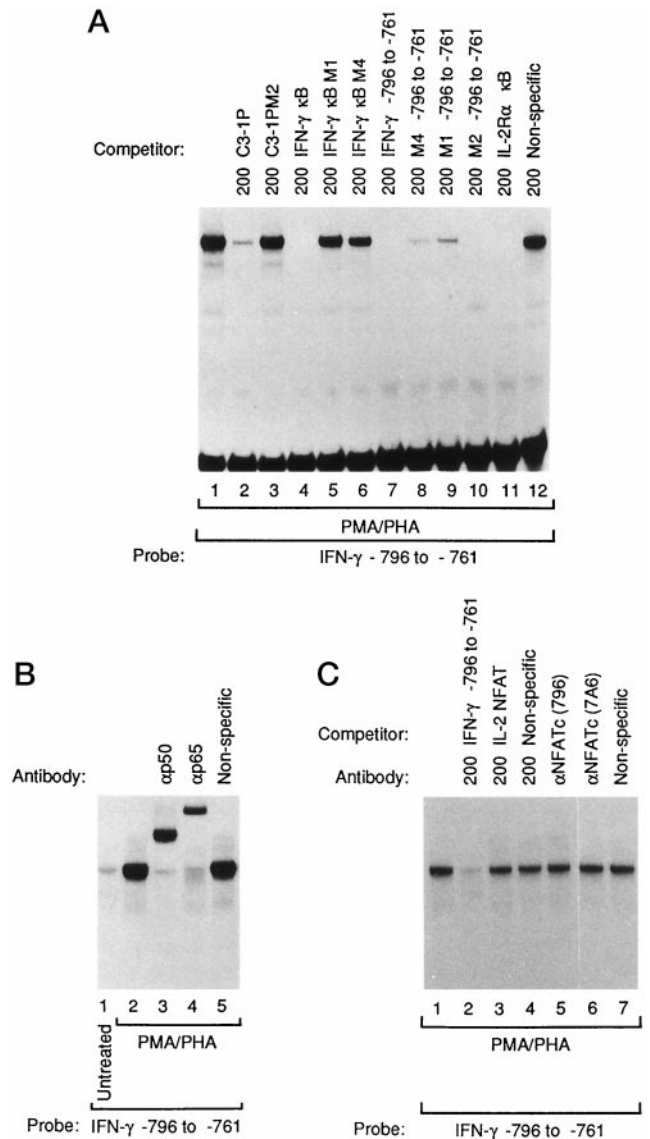 A
Competitor:
200 C3-1P
200 C3-1PM2
200 IFN-γ κB
200 IFN-γ κB M1
200 IFN-γ κB M4
200 IFN-γ -796 to -761
200 M4 -796 to -761
200 M1 -796 to -761
200 M2 -796 to -761
200 IL-2Rα κB
200 Non-specific
1 2 3 4 5 6 7 8 9 10 11 12
PMA/PHA
Probe: IFN-γ - 796 to - 761
B
Antibody:
αp50
αp65
Non-specific
1 2 3 4 5
Untreated
PMA/PHA
Probe: IFN-γ -796 to -761
C
Competitor:
Antibody:
200 IFN-γ -796 to -761
200 IL-2 NFAT
200 Non-specific
αNFATc (796)
αNFATc (7A6)
Non-specific
1 2 3 4 5 6 7
PMA/PHA
Probe: IFN-γ -796 to -761